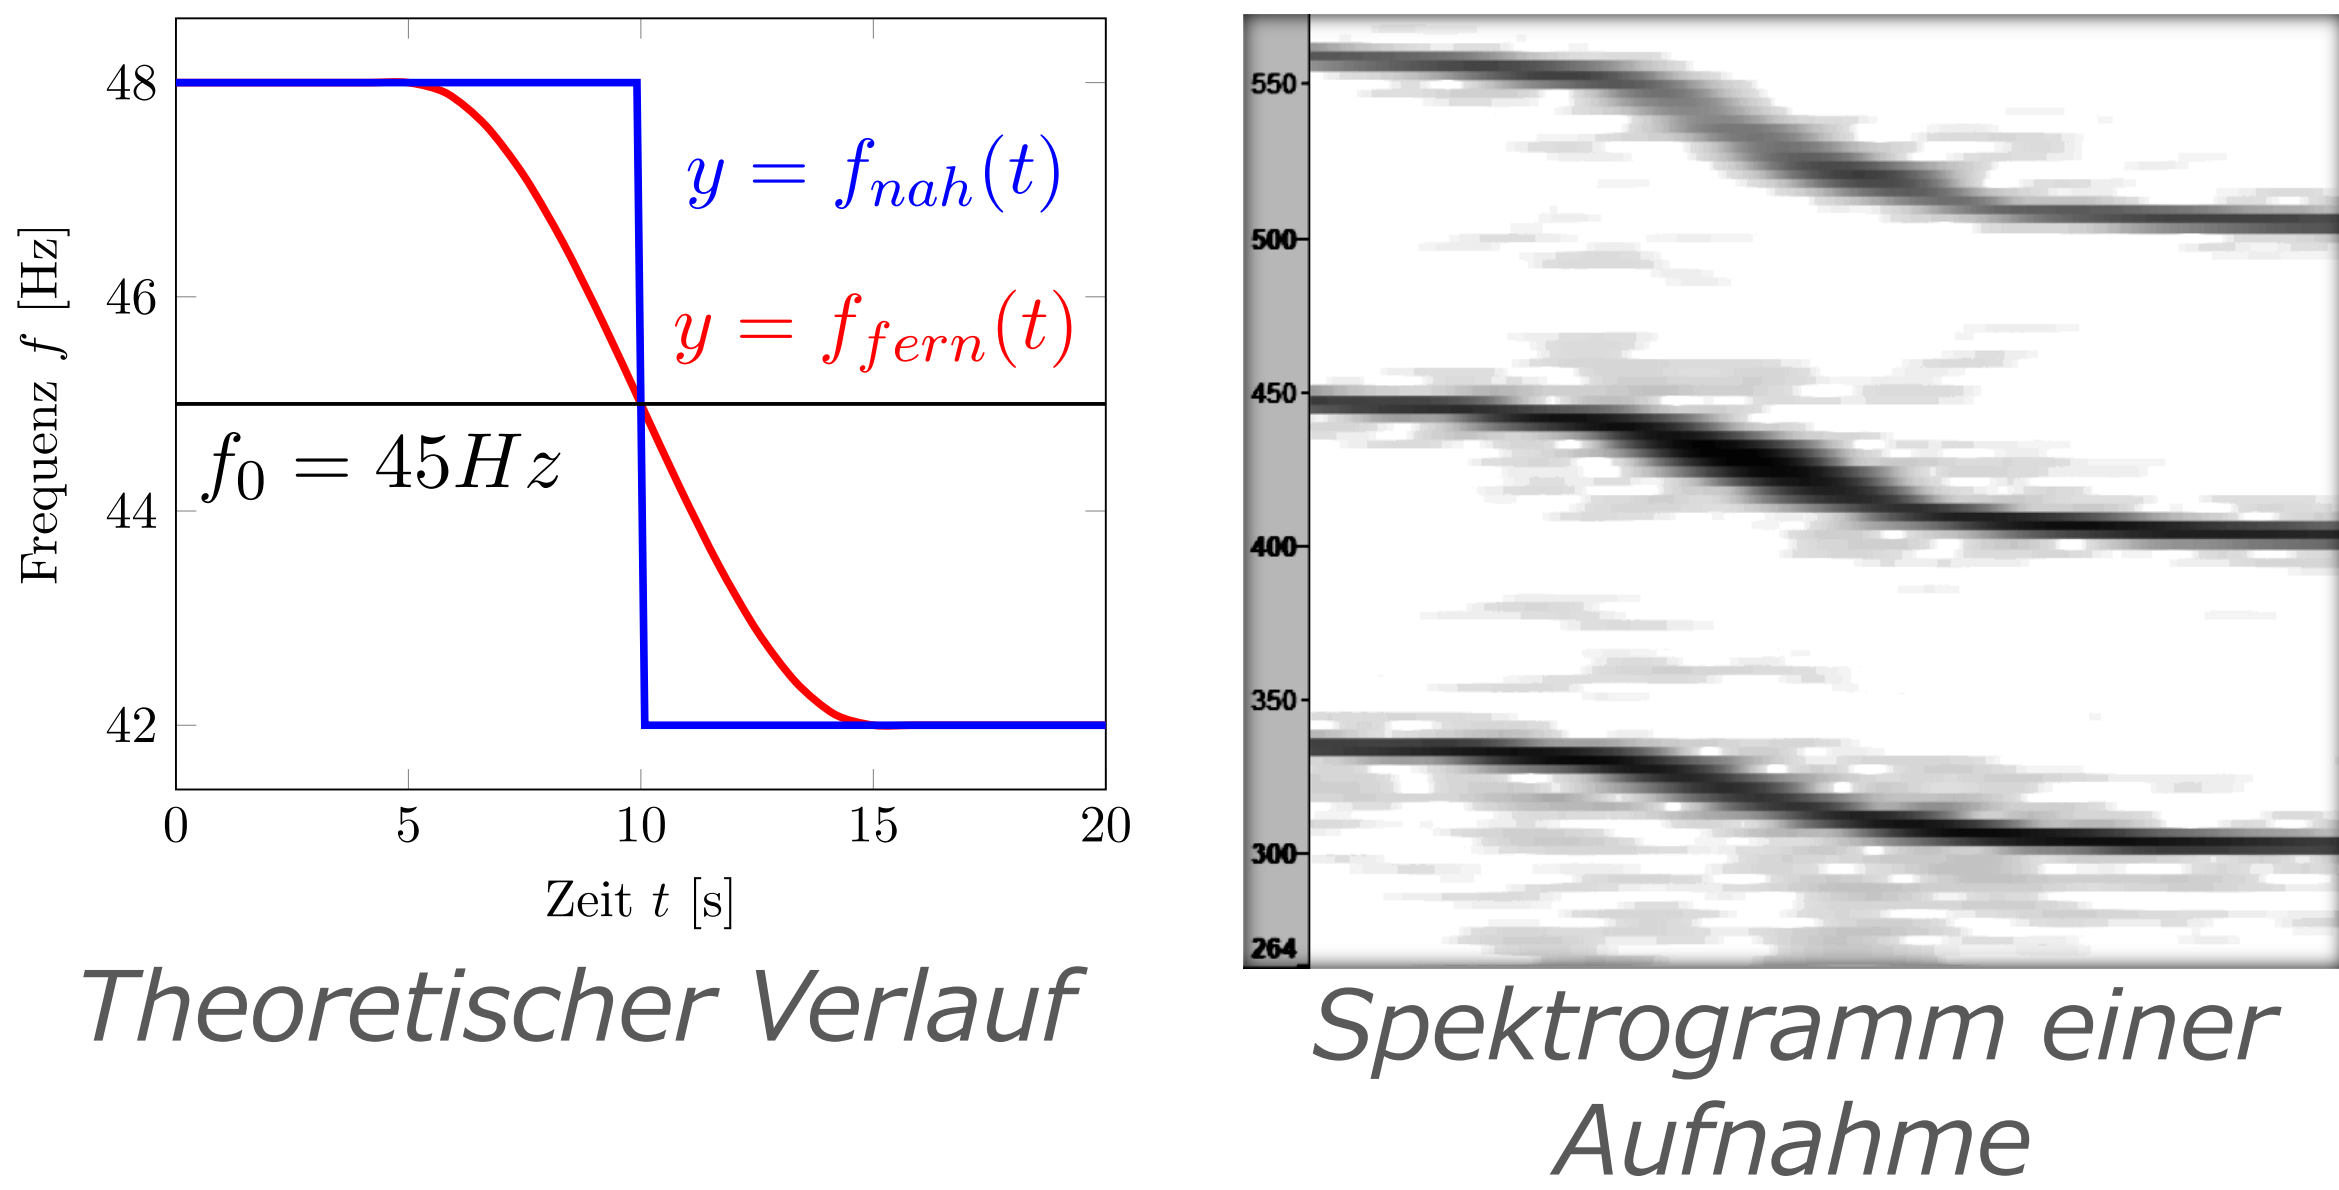 48
46
44
42
Frequenz f [Hz]
y = f_nah(t)
y = f_fern(t)
f_0 = 45Hz
0 5 10 15 20
Zeit t [s]
Theoretischer Verlauf
550
500
450
400
350
300
264
Spektrogramm einer
Aufnahme